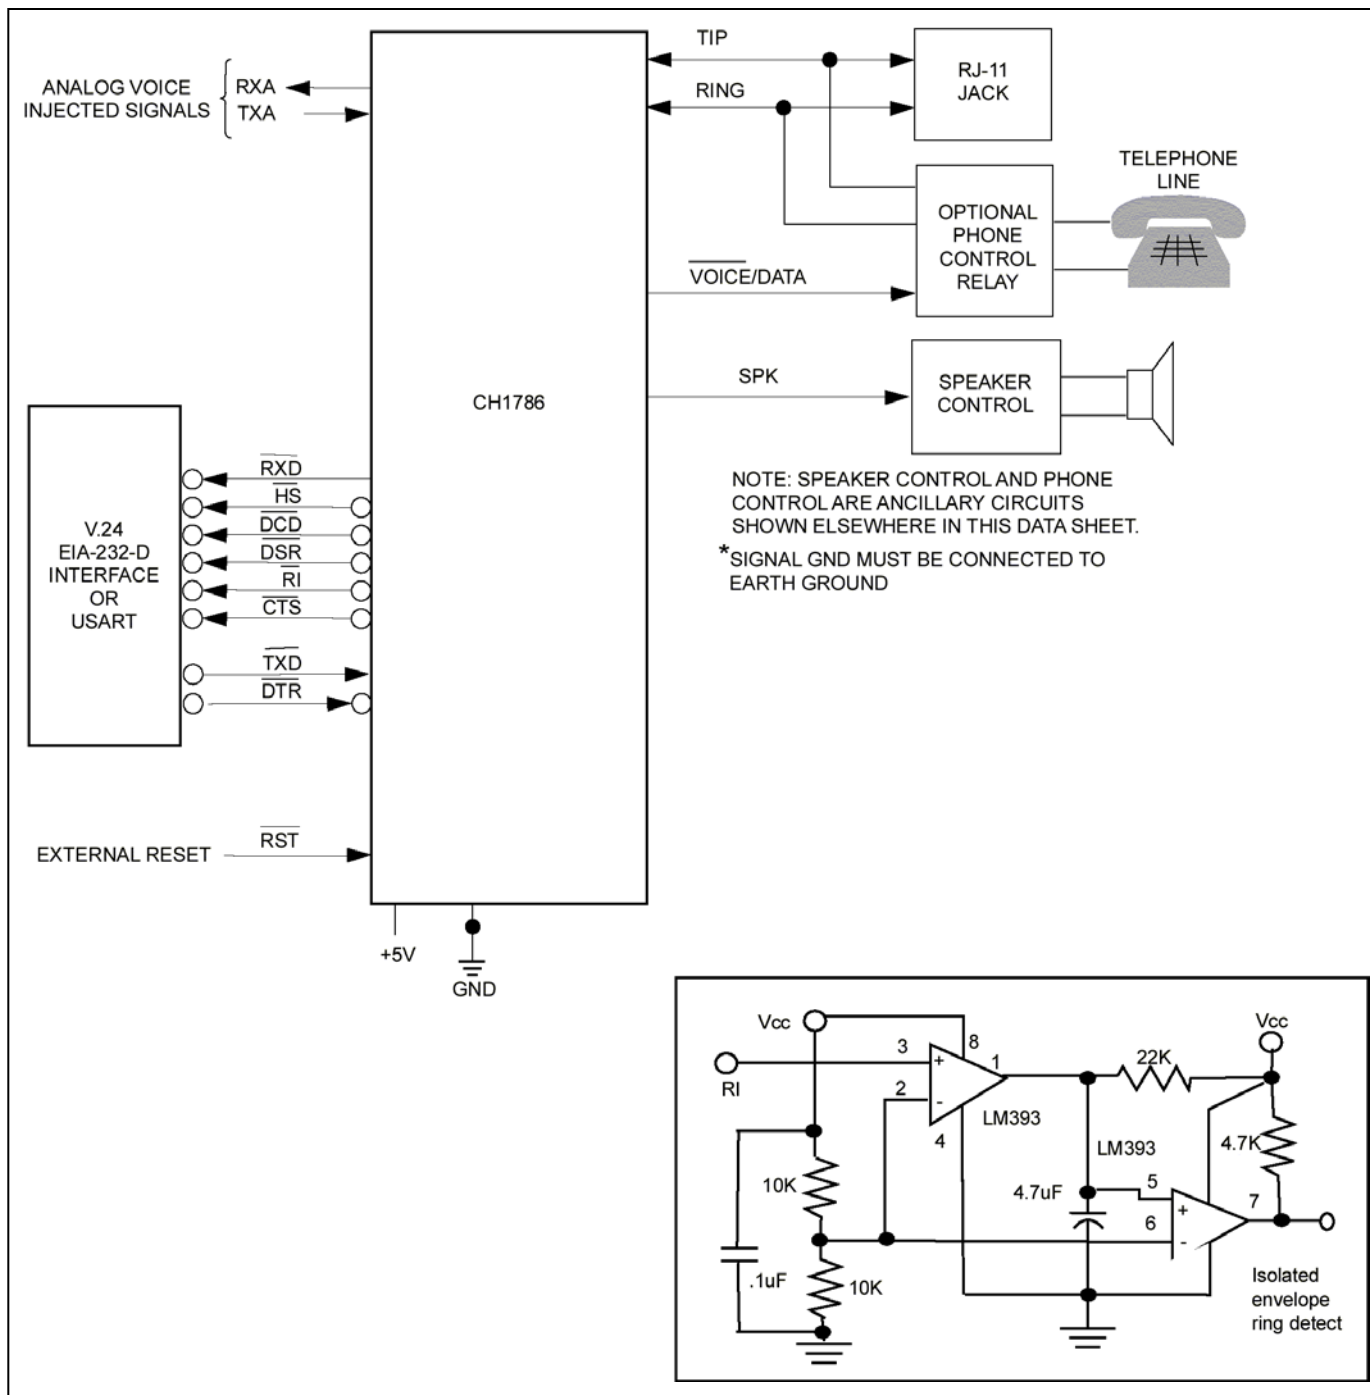 TIP
RJ-11
JACK
RING
ANALOG VOICE
INJECTED SIGNALS
RXA
TXA
TELEPHONE
LINE
OPTIONAL
PHONE
CONTROL
RELAY
VOICE/DATA
SPK
SPEAKER
CONTROL
CH1786
NOTE: SPEAKER CONTROL AND PHONE
CONTROL ARE ANCILLARY CIRCUITS
SHOWN ELSEWHERE IN THIS DATA SHEET.
*SIGNAL GND MUST BE CONNECTED TO
EARTH GROUND
V.24
EIA-232-D
INTERFACE
OR
USART
RXD
HS
DCD
DSR
RI
CTS
TXD
DTR
EXTERNAL RESET
RST
+5V
GND
Vcc
RI
3
2
8
1
4
LM393
22K
Vcc
4.7K
LM393
10K
4.7uF
5
6
7
.1uF
10K
+
-
+
-
Isolated
envelope
ring detect